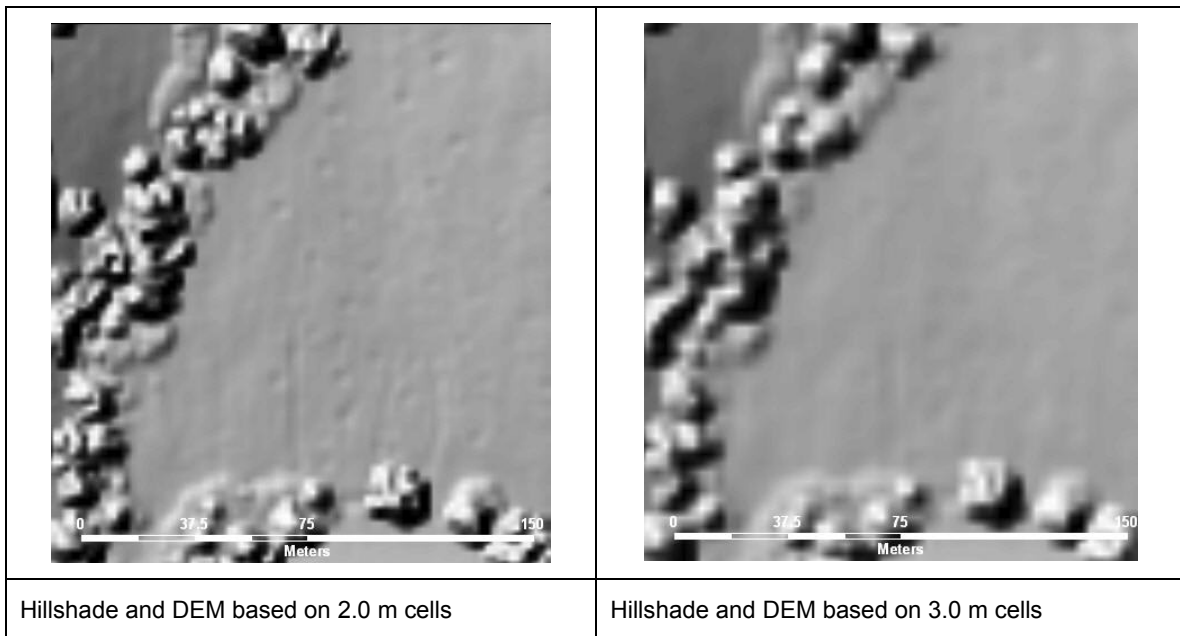 0 37.5 75 150
Meters
0 37.5 75 150
Meters
Hillshade and DEM based on 2.0 m cells
Hillshade and DEM based on 3.0 m cells